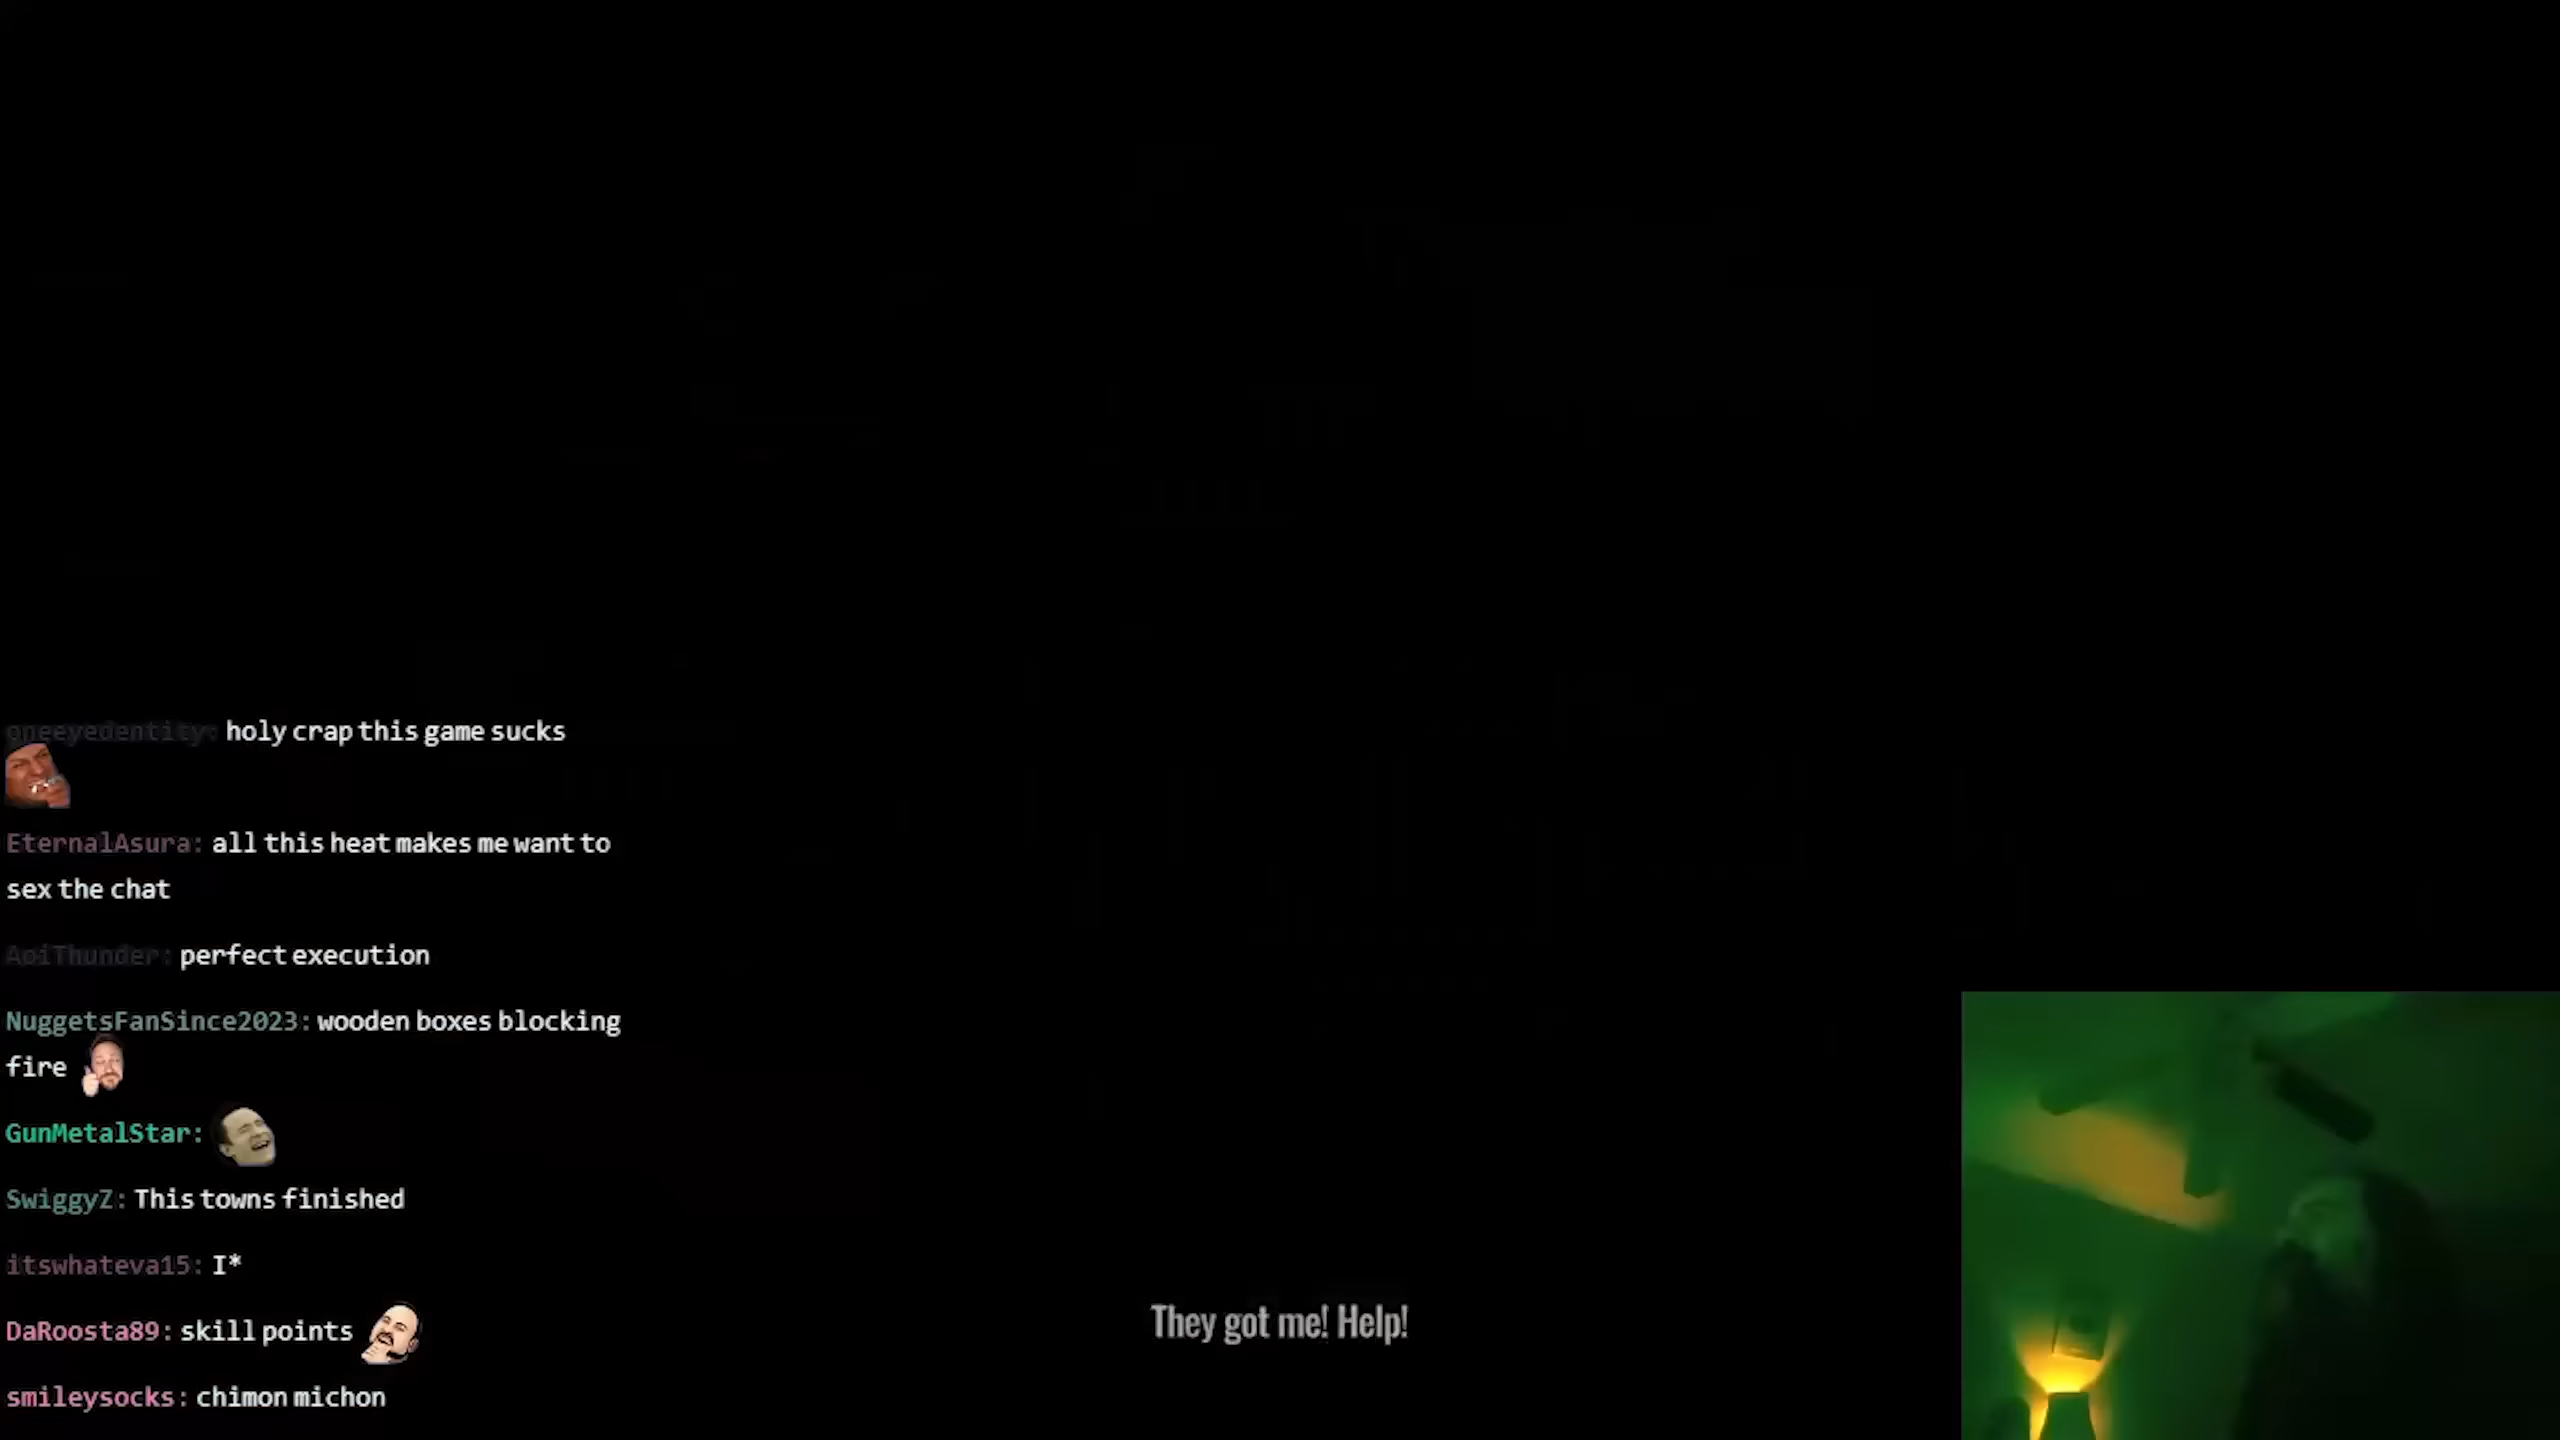 oneeyedentity: holy crap this game sucks
EternalAsura: all this heat makes me want to
sex the chat
AoiThunder: perfect execution
NuggetsFanSince2023: wooden boxes blocking
fire
GunMetalStar:
SwiggyZ: This towns finished
itswhateva15: I*
DaRoosta89: skill points
smileysocks: chimon michon
They got me! Help!